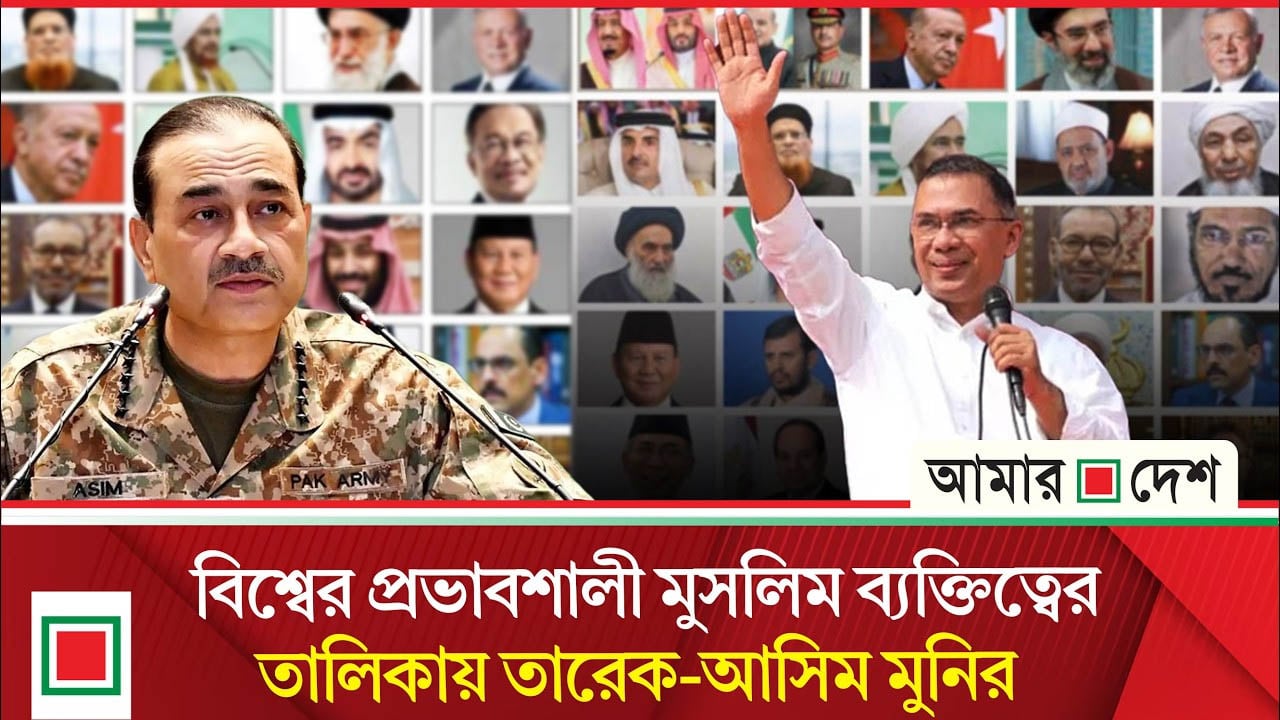 ASIM
PAK ARMY
আমার দেশ
বিশ্বের প্রভাবশালী মুসলিম ব্যক্তিত্বের
তালিকায় তারেক-আসিম মুনির